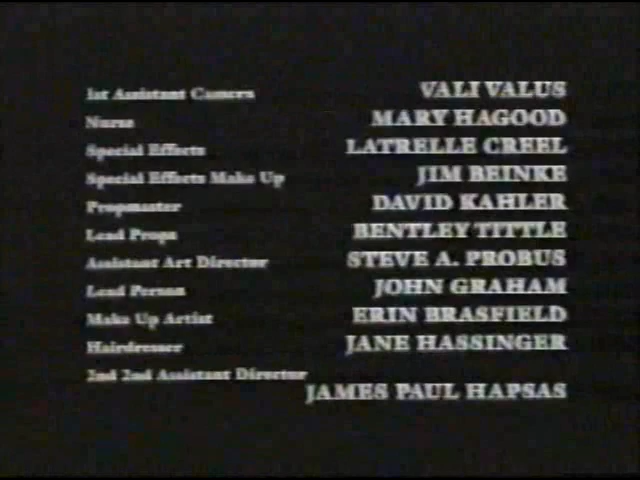 1st Assistant Camera VALI VALUS
Nurse MARY HAGOOD
Special Effects LATRELLE CREEL
Special Effects Make Up JIM BEINKE
Propmaster DAVID KAHLER
Lead Props BENTLEY TITTLE
Assistant Art Director STEVE A. PROBUS
Lead Person JOHN GRAHAM
Make Up Artist ERIN BRASFIELD
Hairdresser JANE HASSINGER
2nd 2nd Assistant Director
JAMES PAUL HAPSAS